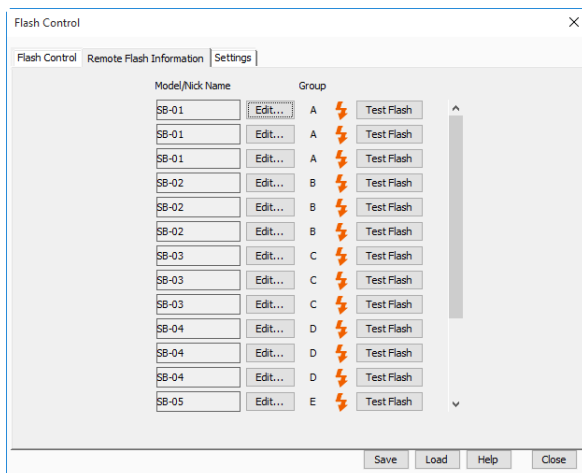 Flash Control
Flash Control Remote Flash Information Settings
Model/Nick Name Group
SB-01 Edit... A Test Flash
SB-01 Edit... A Test Flash
SB-01 Edit... A Test Flash
SB-02 Edit... B Test Flash
SB-02 Edit... B Test Flash
SB-02 Edit... B Test Flash
SB-03 Edit... C Test Flash
SB-03 Edit... C Test Flash
SB-03 Edit... C Test Flash
SB-04 Edit... D Test Flash
SB-04 Edit... D Test Flash
SB-04 Edit... D Test Flash
SB-05 Edit... E Test Flash
Save Load Help Close